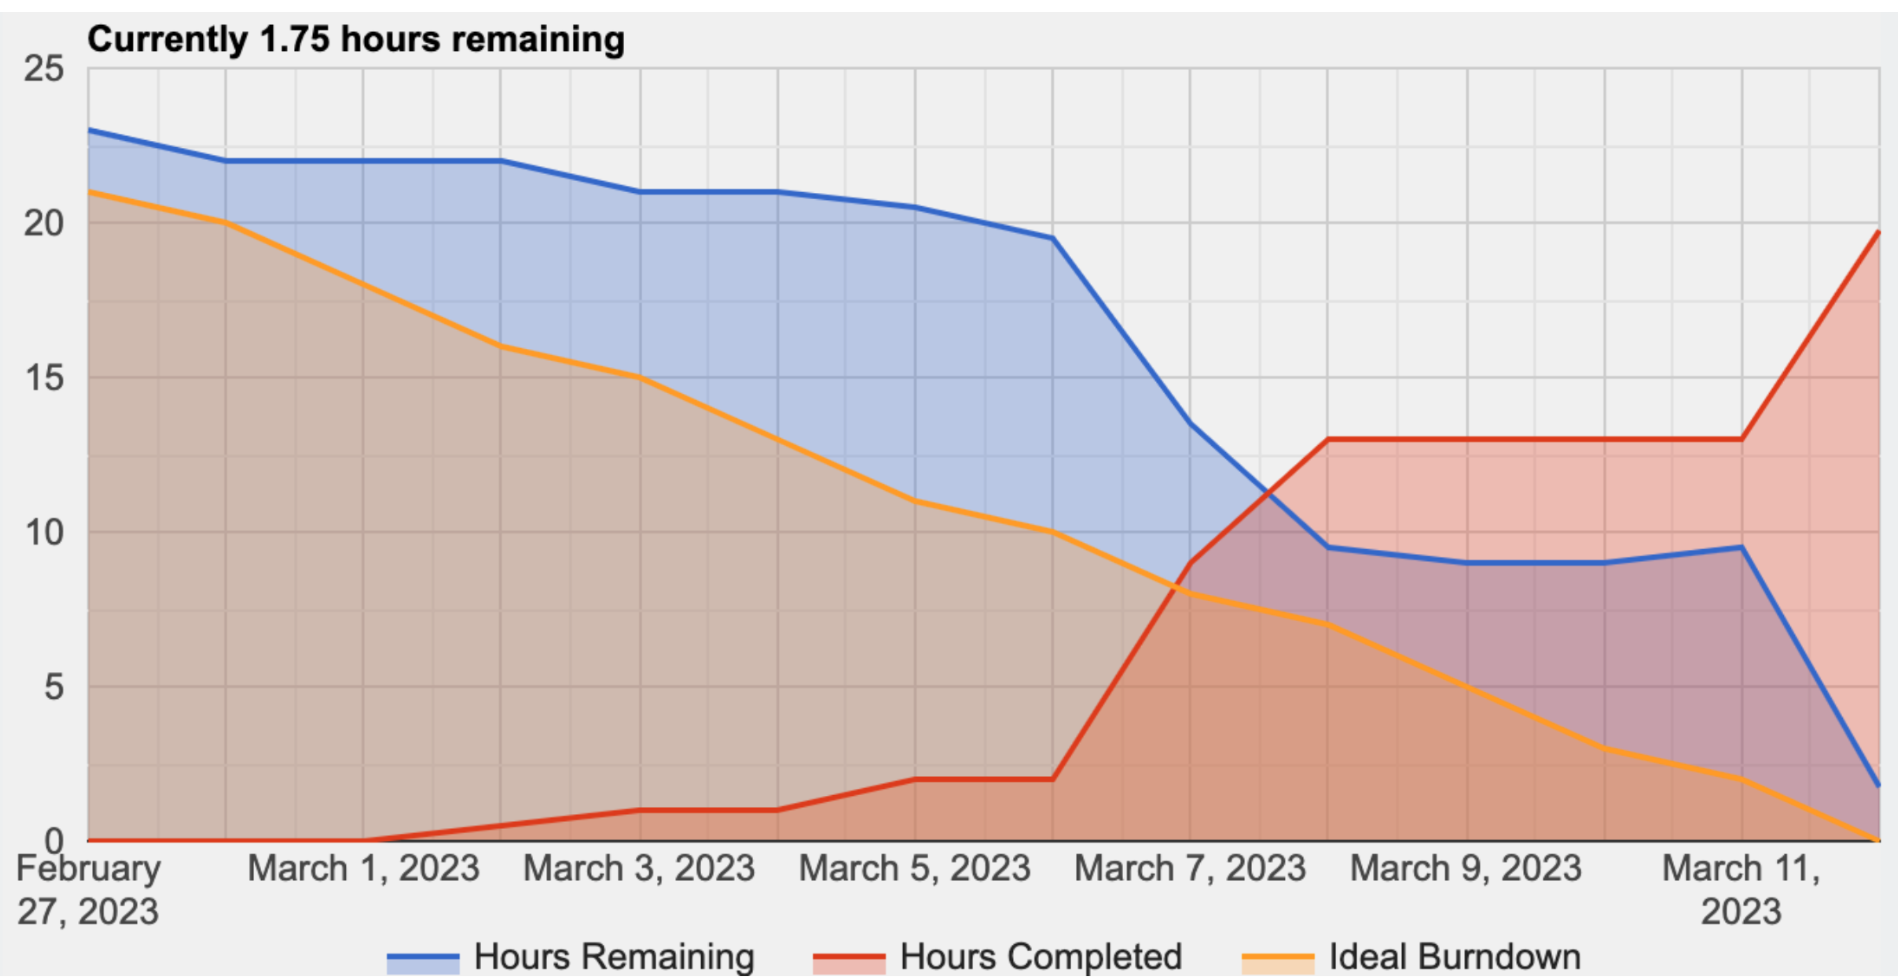 Currently 1.75 hours remaining
25
20
15
10
5
0
February
27, 2023
March 1, 2023
March 3, 2023
March 5, 2023
March 7, 2023
March 9, 2023
March 11,
2023
Hours Remaining
Hours Completed
Ideal Burndown